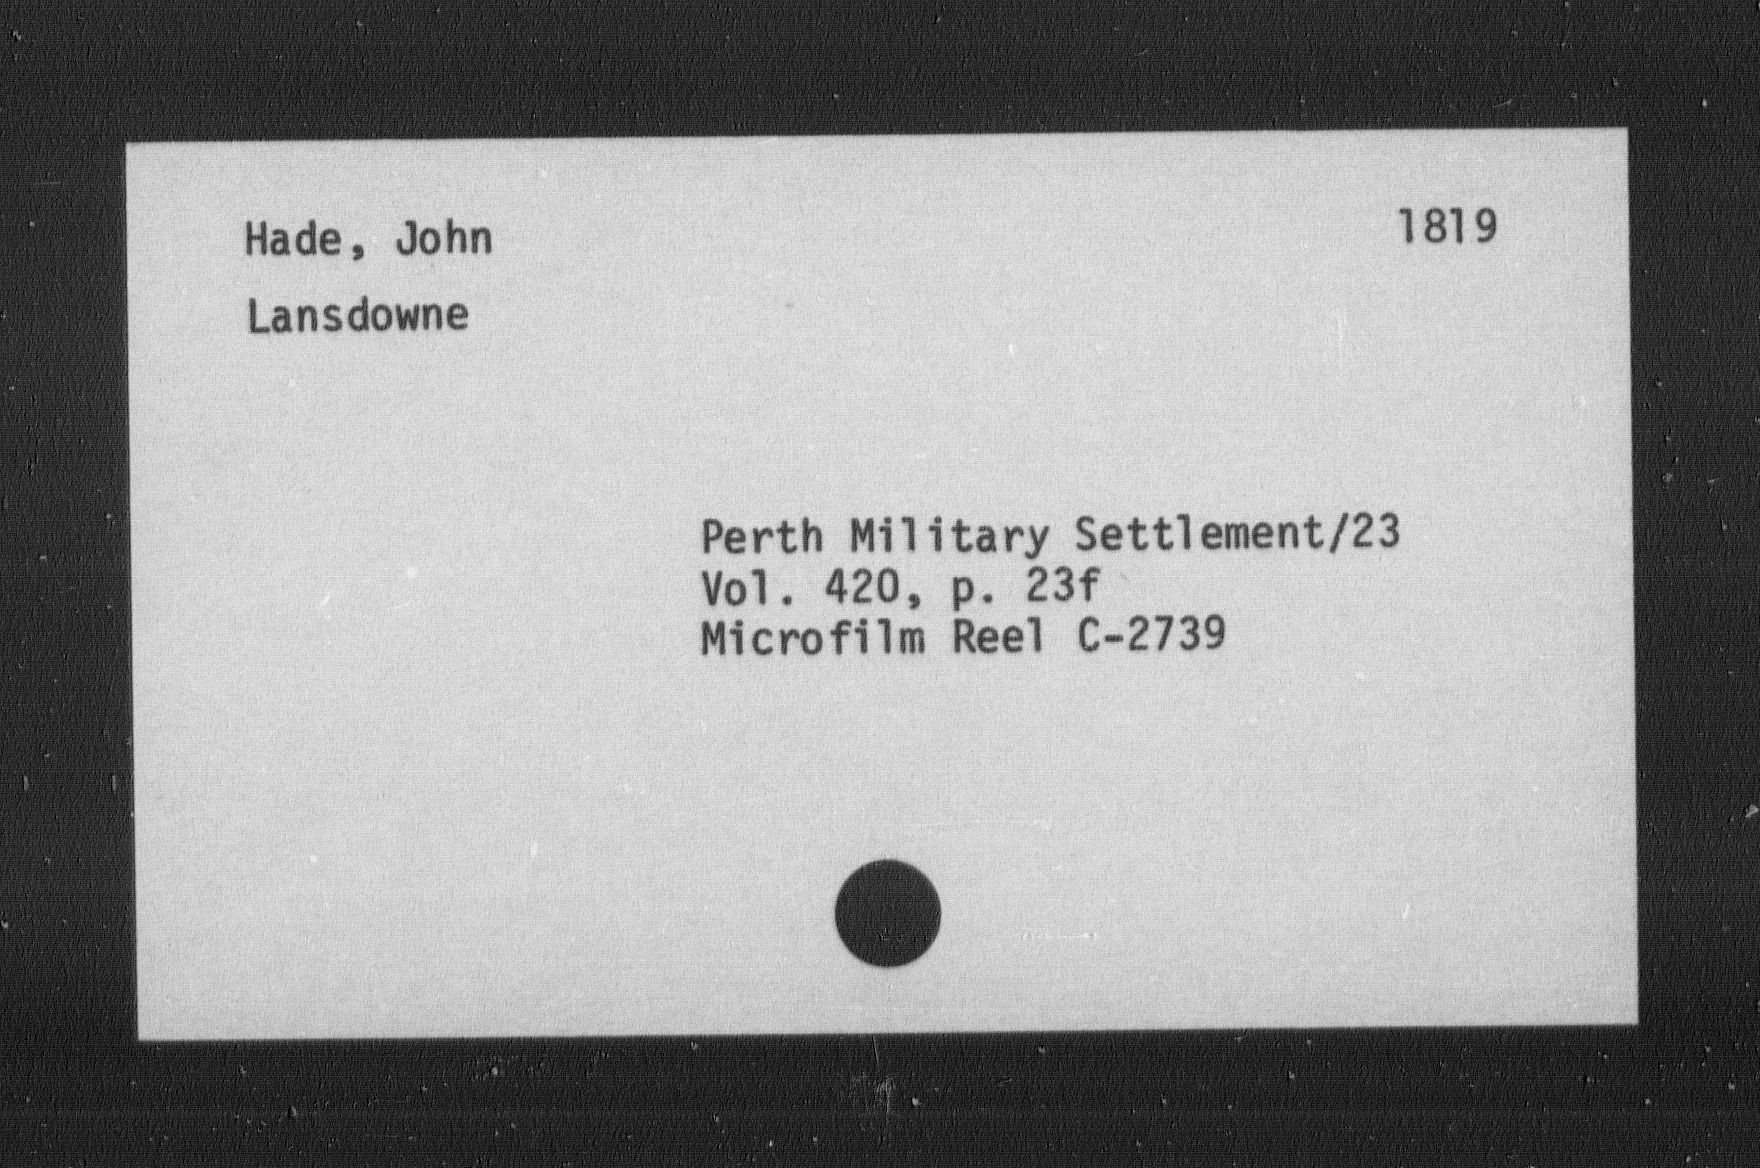 Hade, John 1819
Lansdowne
Perth Military Settlement/23
Vol. 420, p. 23f
Microfilm Reel C-2739